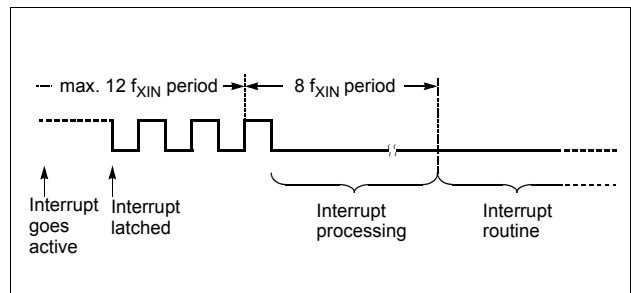 max. 12 fXIN period
8 fXIN period
Interrupt
goes
active
Interrupt
latched
Interrupt
processing
Interrupt
routine